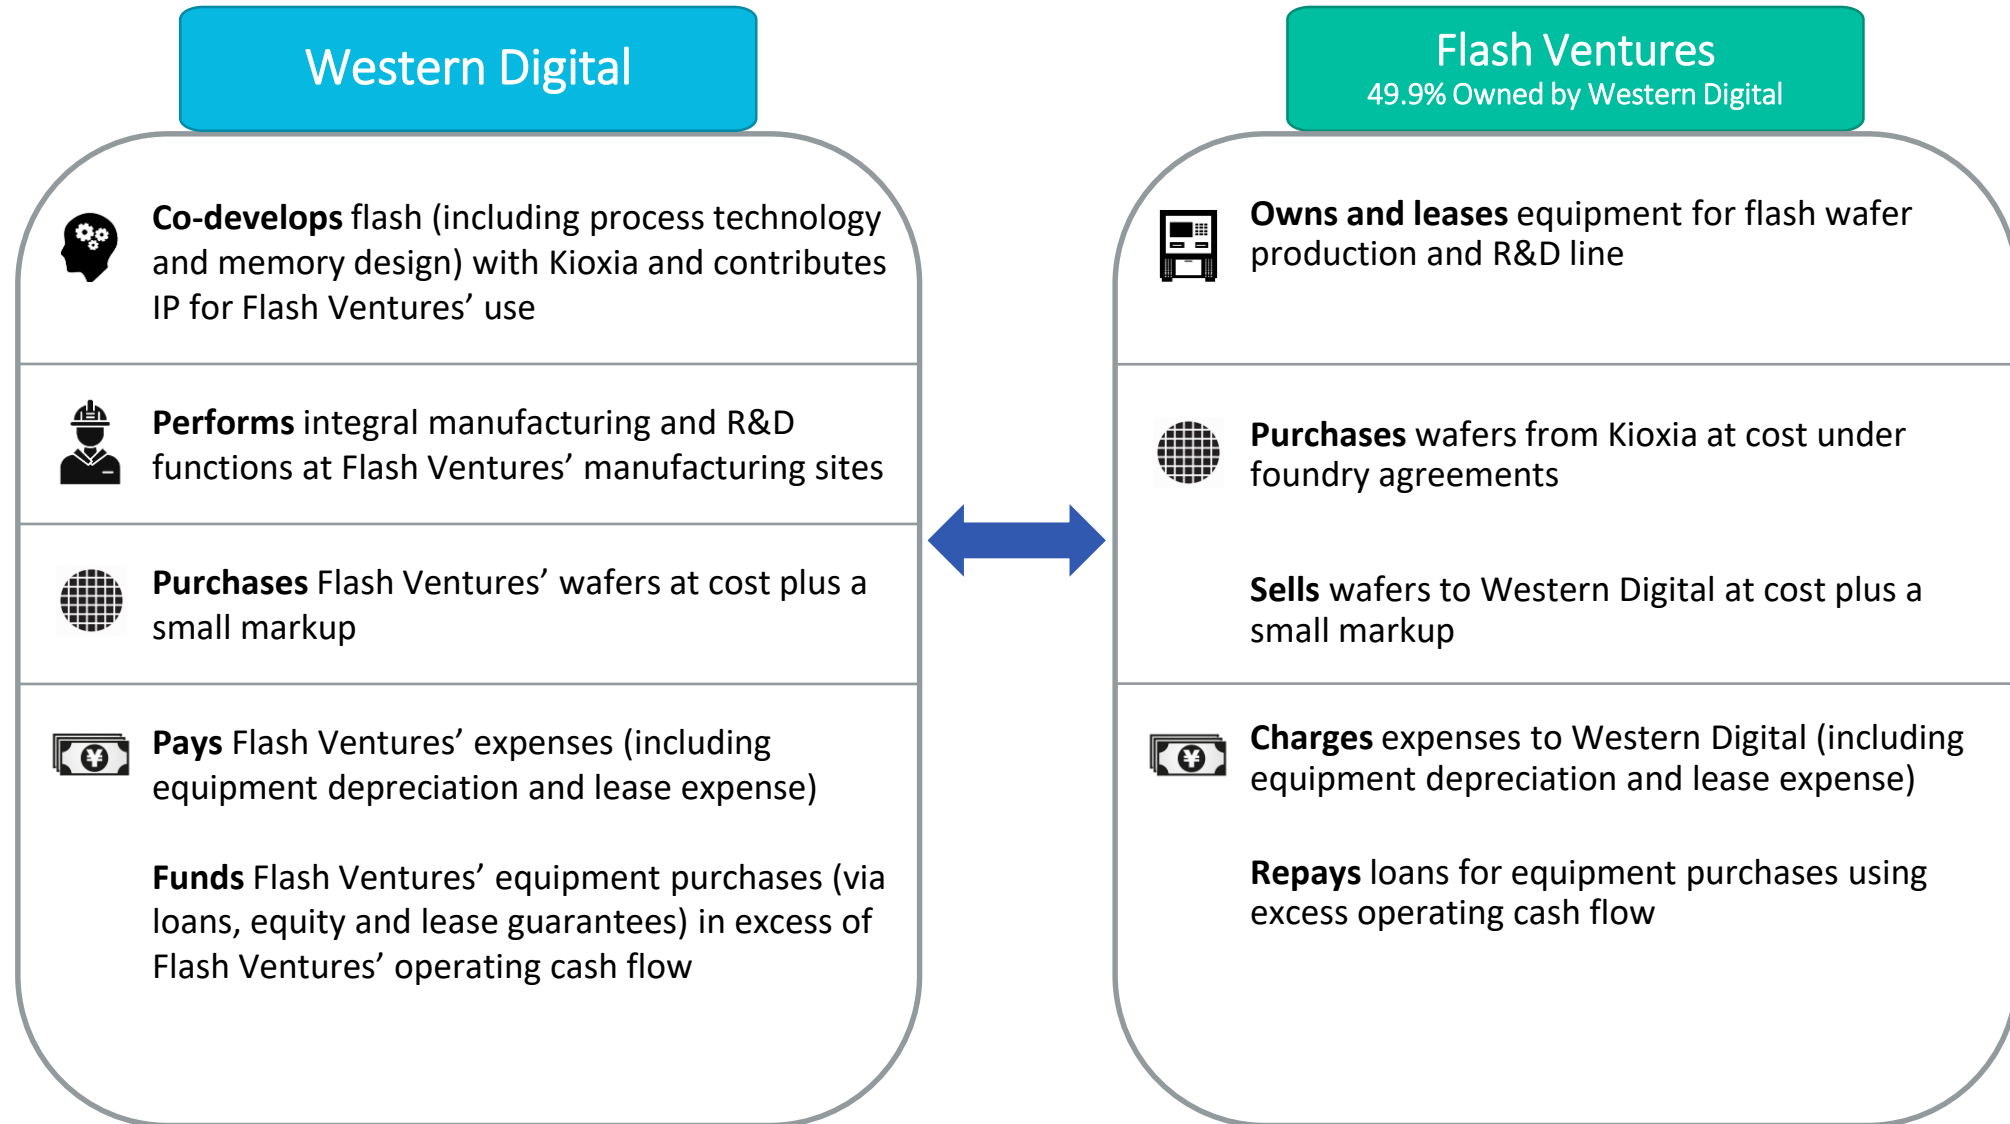 Western Digital
Co-develops flash (including process technology
and memory design) with Kioxia and contributes
IP for Flash Ventures’ use
Performs integral manufacturing and R&D
functions at Flash Ventures’ manufacturing sites
Purchases Flash Ventures’ wafers at cost plus a
small markup
¥
Pays Flash Ventures’ expenses (including
equipment depreciation and lease expense)
Funds Flash Ventures’ equipment purchases (via
loans, equity and lease guarantees) in excess of
Flash Ventures’ operating cash flow
Flash Ventures
49.9% Owned by Western Digital
Owns and leases equipment for flash wafer
production and R&D line
Purchases wafers from Kioxia at cost under
foundry agreements
Sells wafers to Western Digital at cost plus a
small markup
¥
Charges expenses to Western Digital (including
equipment depreciation and lease expense)
Repays loans for equipment purchases using
excess operating cash flow